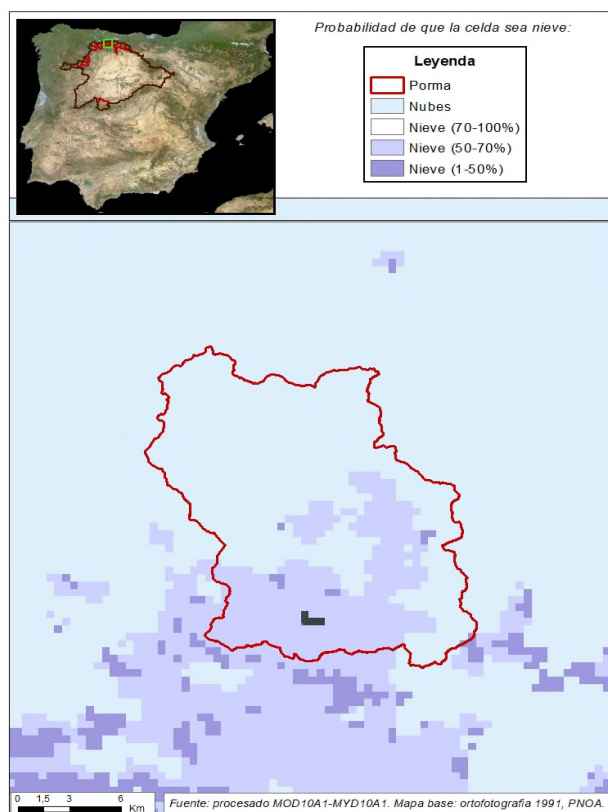 Probabilidad de que la celda sea nieve:
Leyenda
Porma
Nubes
Nieve (70-100%)
Nieve (50-70%)
Nieve (1-50%)
0 1,5 3 6
Km
Fuente: procesado MOD10A1-MYD10A1. Mapa base: ortofotografía 1991, PNOA